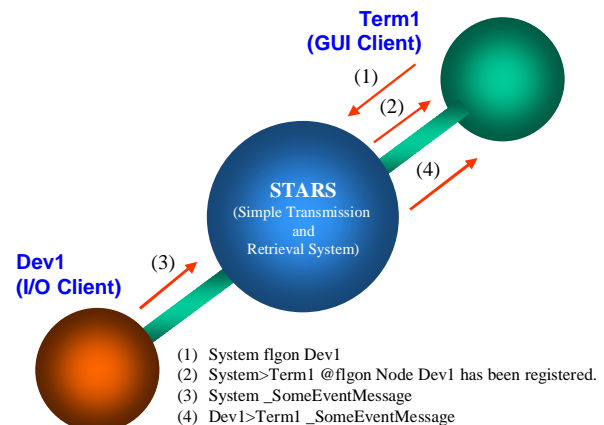 Term1
(GUI Client)
(1)
(2)
(4)
STARS
(Simple Transmission
and
Retrieval System)
Dev1
(I/O Client)
(3)
(1) System flgon Dev1
(2) System>Term1 @flgon Node Dev1 has been registered.
(3) System _SomeEventMessage
(4) Dev1>Term1 _SomeEventMessage